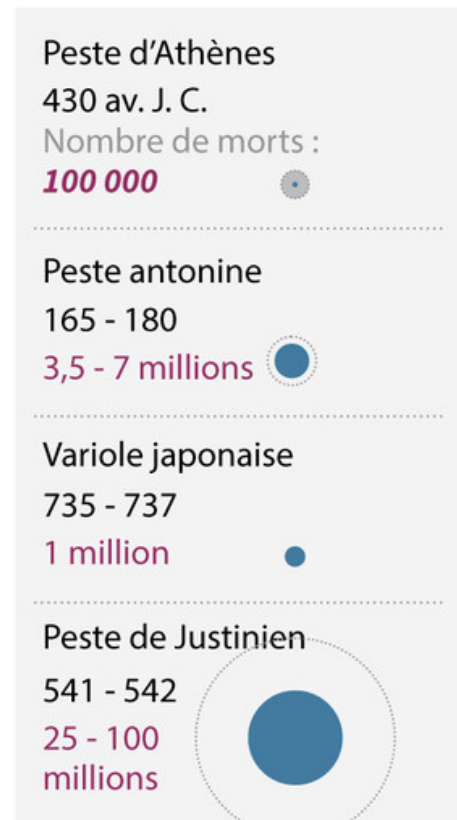 Peste d’Athènes
430 av. J. C.
Nombre de morts :
100 000
Peste antonine
165 - 180
3,5 - 7 millions
Variole japonaise
735 - 737
1 million
Peste de Justinien
541 - 542
25 - 100
millions